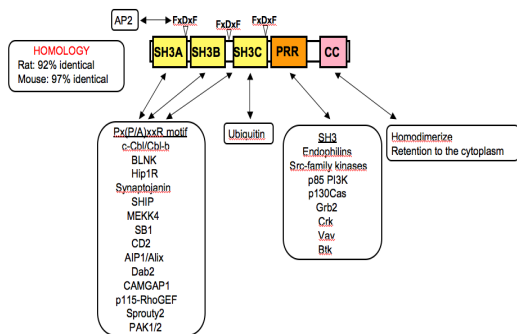 AP2
FxDxF
FxDxF
FxDxF
SH3A
SH3B
SH3C
PRR
CC
HOMOLOGY
Rat: 92% identical
Mouse: 97% identical
Px(P/A)xxR motif
c-Cbl/Cbl-b
BLNK
Hip1R
Synaptojanin
SHIP
MEKK4
SB1
CD2
AIP1/Alix
Dab2
CAMGAP1
p115-RhoGEF
Sprouty2
PAK1/2
Ubiquitin
SH3
Endophilins
Src-family kinases
p85 PI3K
p130Cas
Grb2
Crk
Vav
Btk
Homodimerize
Retention to the cytoplasm